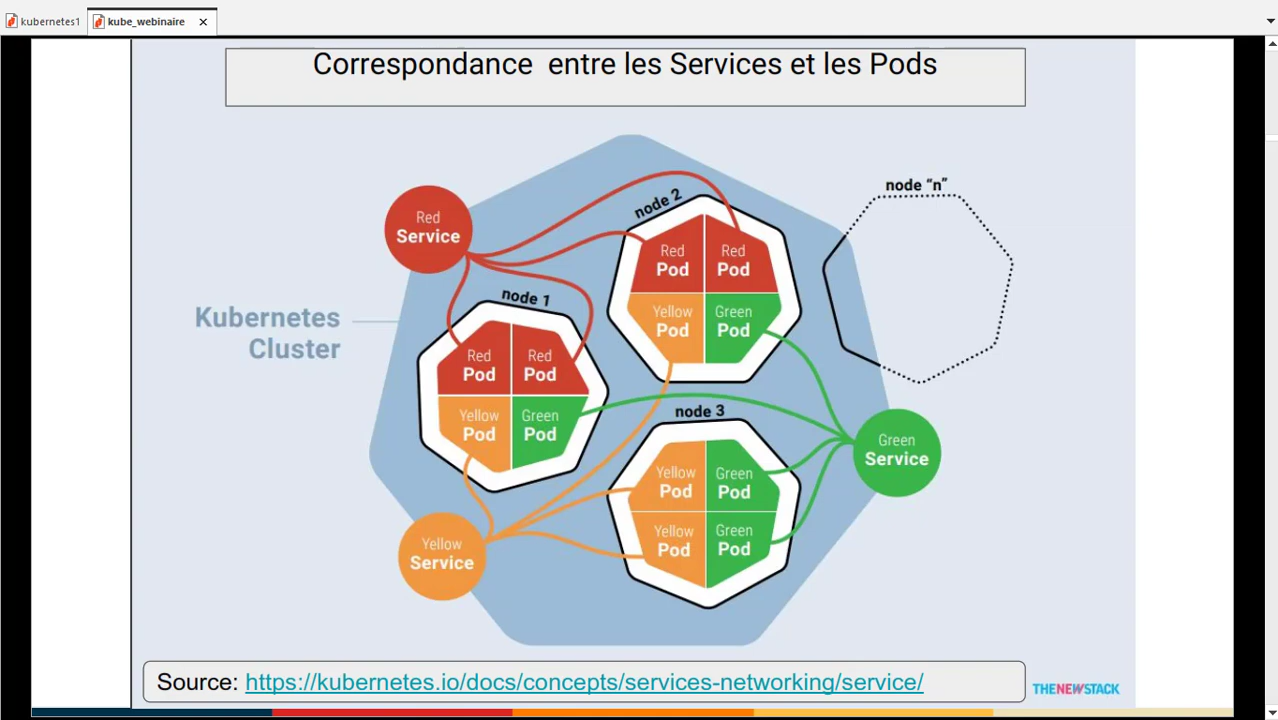 kubernetes1
kube_webinaire
Correspondance entre les Services et les Pods
node “n”
node 2
Red
Service
Red
Pod
Red
Pod
Yellow
Pod
Green
Pod
node 1
Kubernetes
Cluster
Red
Pod
Red
Pod
Yellow
Pod
Green
Pod
node 3
Green
Service
Yellow
Pod
Green
Pod
Yellow
Pod
Green
Pod
Yellow
Service
Source: https://kubernetes.io/docs/concepts/services-networking/service/
THENEWSTACK